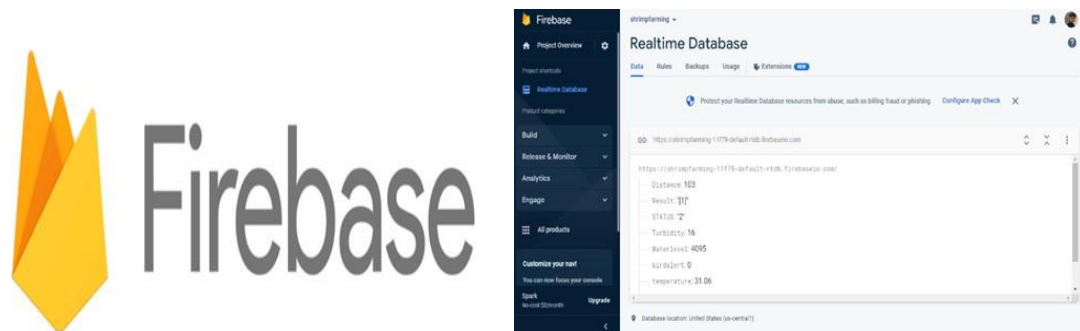 Firebase
Firebase
Project Overview
Project shortcuts
Realtime Database
Product categories
Build
Release & Monitor
Analytics
Engage
All products
Customize your nav!
You can now focus your console
Spark
No-cost $0/month
Upgrade
shrimpfarming
Realtime Database
Data Rules Backups Usage Extensions NEW
Protect your Realtime Database resources from abuse, such as billing fraud or phishing Configure App Check
https://shrimpfarming-11f79-default-rtdb.firebaseio.com
https://shrimpfarming-11f79-default-rtdb.firebaseio.com/
Distance: 103
Result: "[1]"
STATUS: "2"
Turbidity: 16
Waterlevel: 4095
birdalert: 0
temperature: 31.06
Database location: United States (us-central1)